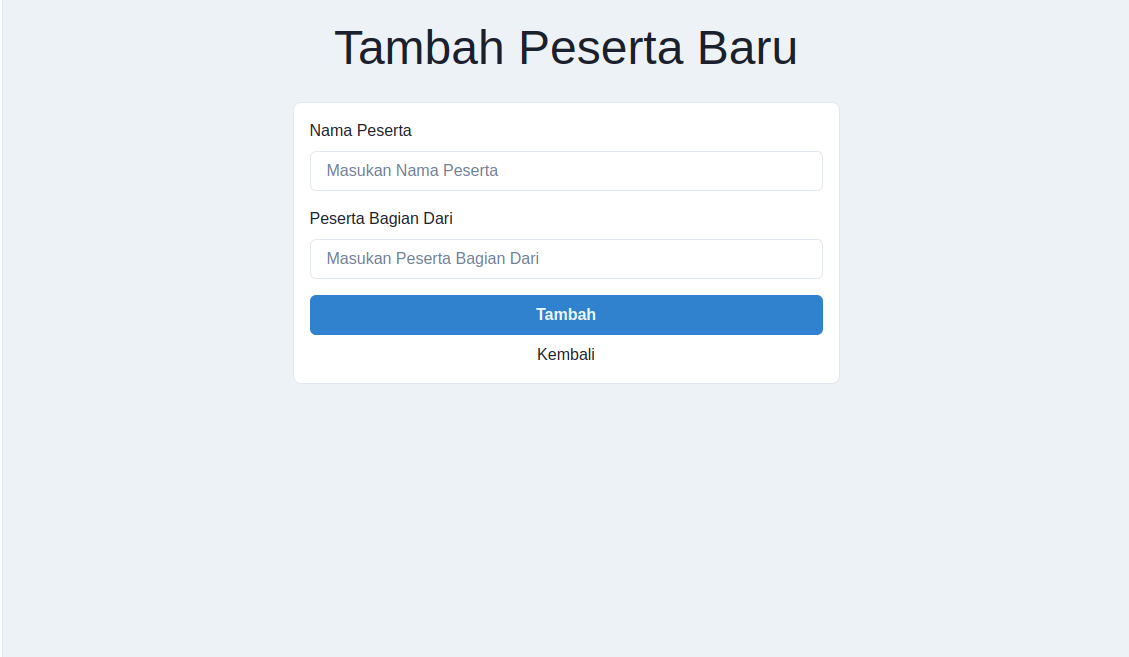 Tambah Peserta Baru
Nama Peserta
Masukan Nama Peserta
Peserta Bagian Dari
Masukan Peserta Bagian Dari
Tambah
Kembali